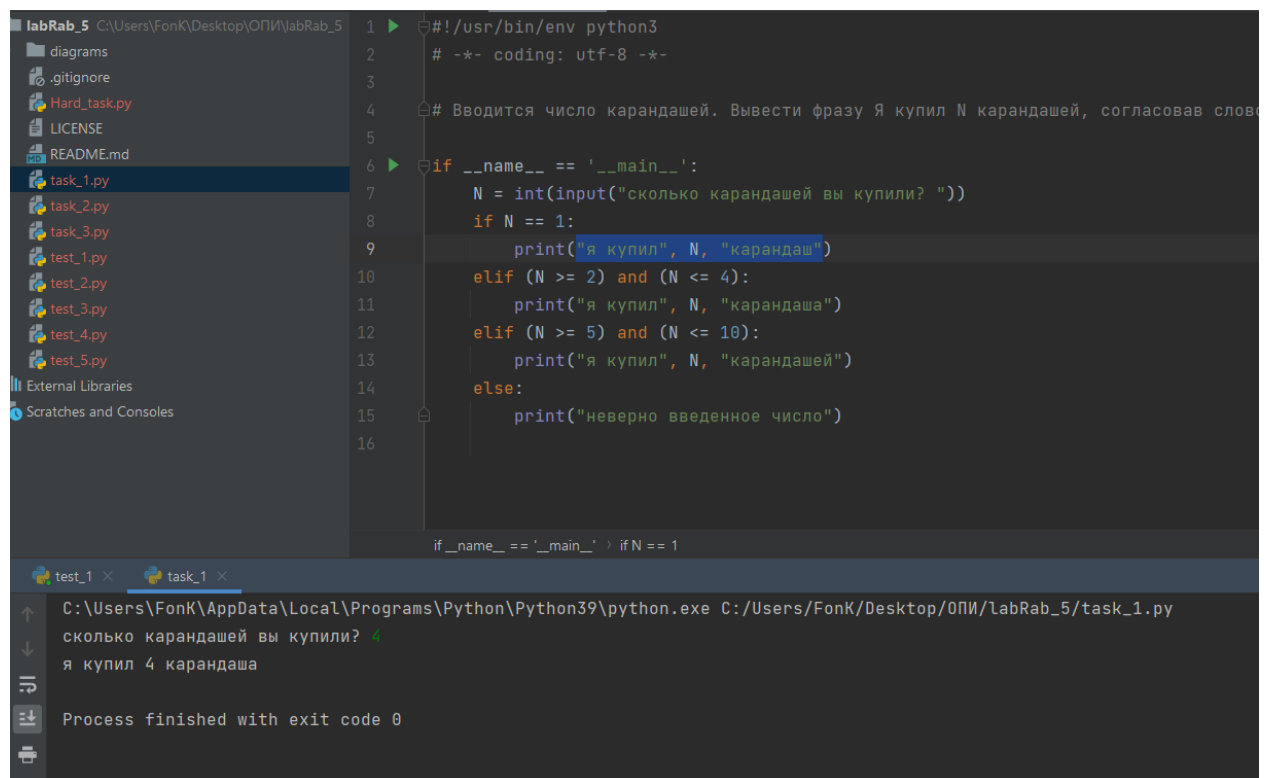 labRab_5 C:\Users\FonK\Desktop\ОПИ\labRab_5
diagrams
.gitignore
Hard_task.py
LICENSE
README.md
task_1.py
task_2.py
task_3.py
test_1.py
test_2.py
test_3.py
test_4.py
test_5.py
External Libraries
Scratches and Consoles
1 #!/usr/bin/env python3
2 # -*- coding: utf-8 -*-
3
4 # Вводится число карандашей. Вывести фразу Я купил N карандашей, согласовав слово
5
6 if __name__ == '__main__':
7 N = int(input("сколько карандашей вы купили? "))
8 if N == 1:
9 print("я купил", N, "карандаш")
10 elif (N >= 2) and (N <= 4):
11 print("я купил", N, "карандаша")
12 elif (N >= 5) and (N <= 10):
13 print("я купил", N, "карандашей")
14 else:
15 print("неверно введенное число")
16
if __name__ == '__main__' › if N == 1
test_1 × task_1 ×
C:\Users\FonK\AppData\Local\Programs\Python\Python39\python.exe C:/Users/FonK/Desktop/ОПИ/labRab_5/task_1.py
сколько карандашей вы купили? 4
я купил 4 карандаша
Process finished with exit code 0